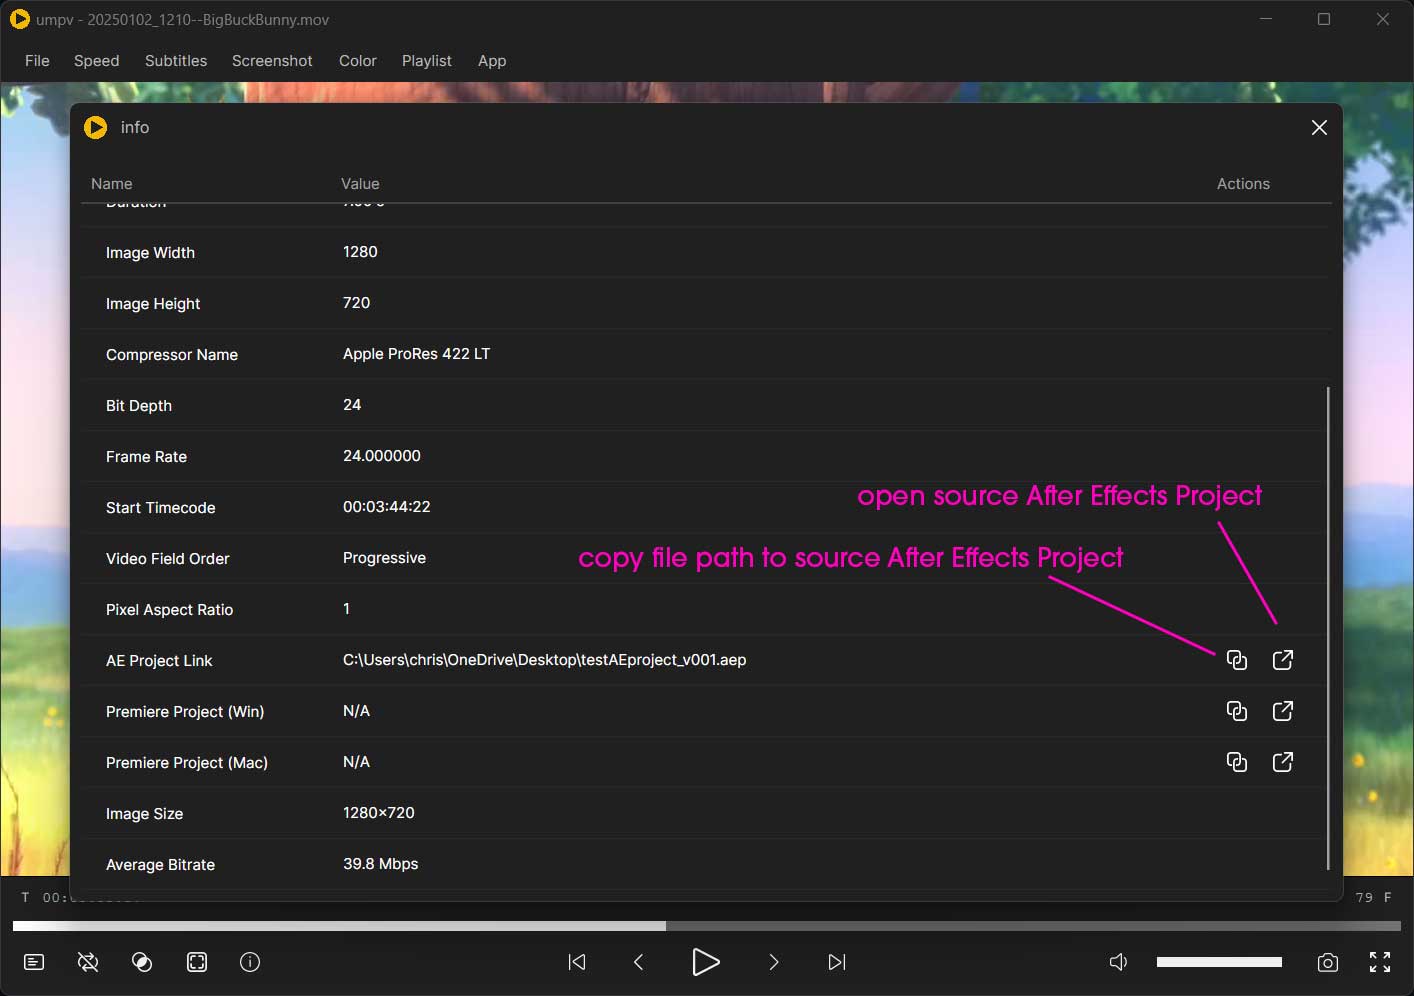 umpv - 20250102_1210--BigBuckBunny.mov
File Speed Subtitles Screenshot Color Playlist App
info
Name Value Actions
Duration
Image Width 1280
Image Height 720
Compressor Name Apple ProRes 422 LT
Bit Depth 24
Frame Rate 24.000000
open source After Effects Project
Start Timecode 00:03:44:22
copy file path to source After Effects Project
Video Field Order Progressive
Pixel Aspect Ratio 1
AE Project Link C:\Users\chris\OneDrive\Desktop\testAEproject_v001.aep
Premiere Project (Win) N/A
Premiere Project (Mac) N/A
Image Size 1280×720
Average Bitrate 39.8 Mbps
T 00: 79 F